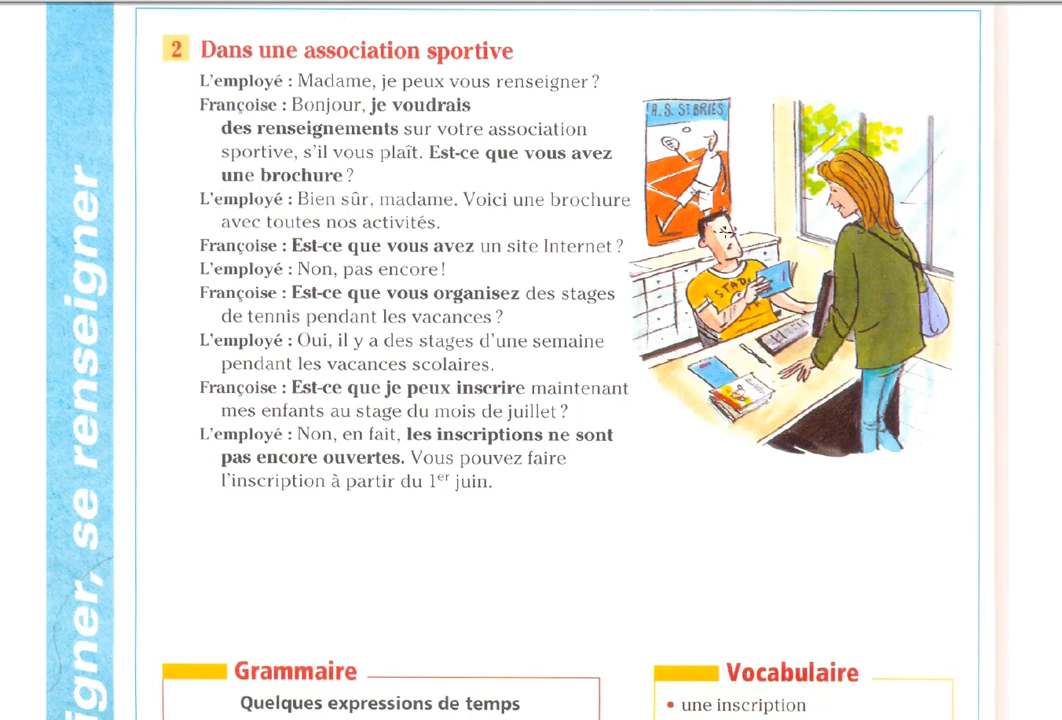 2 Dans une association sportive
L'employé : Madame, je peux vous renseigner ?
Françoise : Bonjour, je voudrais
des renseignements sur votre association
sportive, s'il vous plaît. Est-ce que vous avez
une brochure ?
L'employé : Bien sûr, madame. Voici une brochure
avec toutes nos activités.
Françoise : Est-ce que vous avez un site Internet ?
L'employé : Non, pas encore !
Françoise : Est-ce que vous organisez des stages
de tennis pendant les vacances ?
L'employé : Oui, il y a des stages d'une semaine
pendant les vacances scolaires.
Françoise : Est-ce que je peux inscrire maintenant
mes enfants au stage du mois de juillet ?
L'employé : Non, en fait, les inscriptions ne sont
pas encore ouvertes. Vous pouvez faire
l'inscription à partir du 1er juin.
A. S. ST BRIES
STAD
igner, se renseigner
Grammaire
Quelques expressions de temps
Vocabulaire
• une inscription